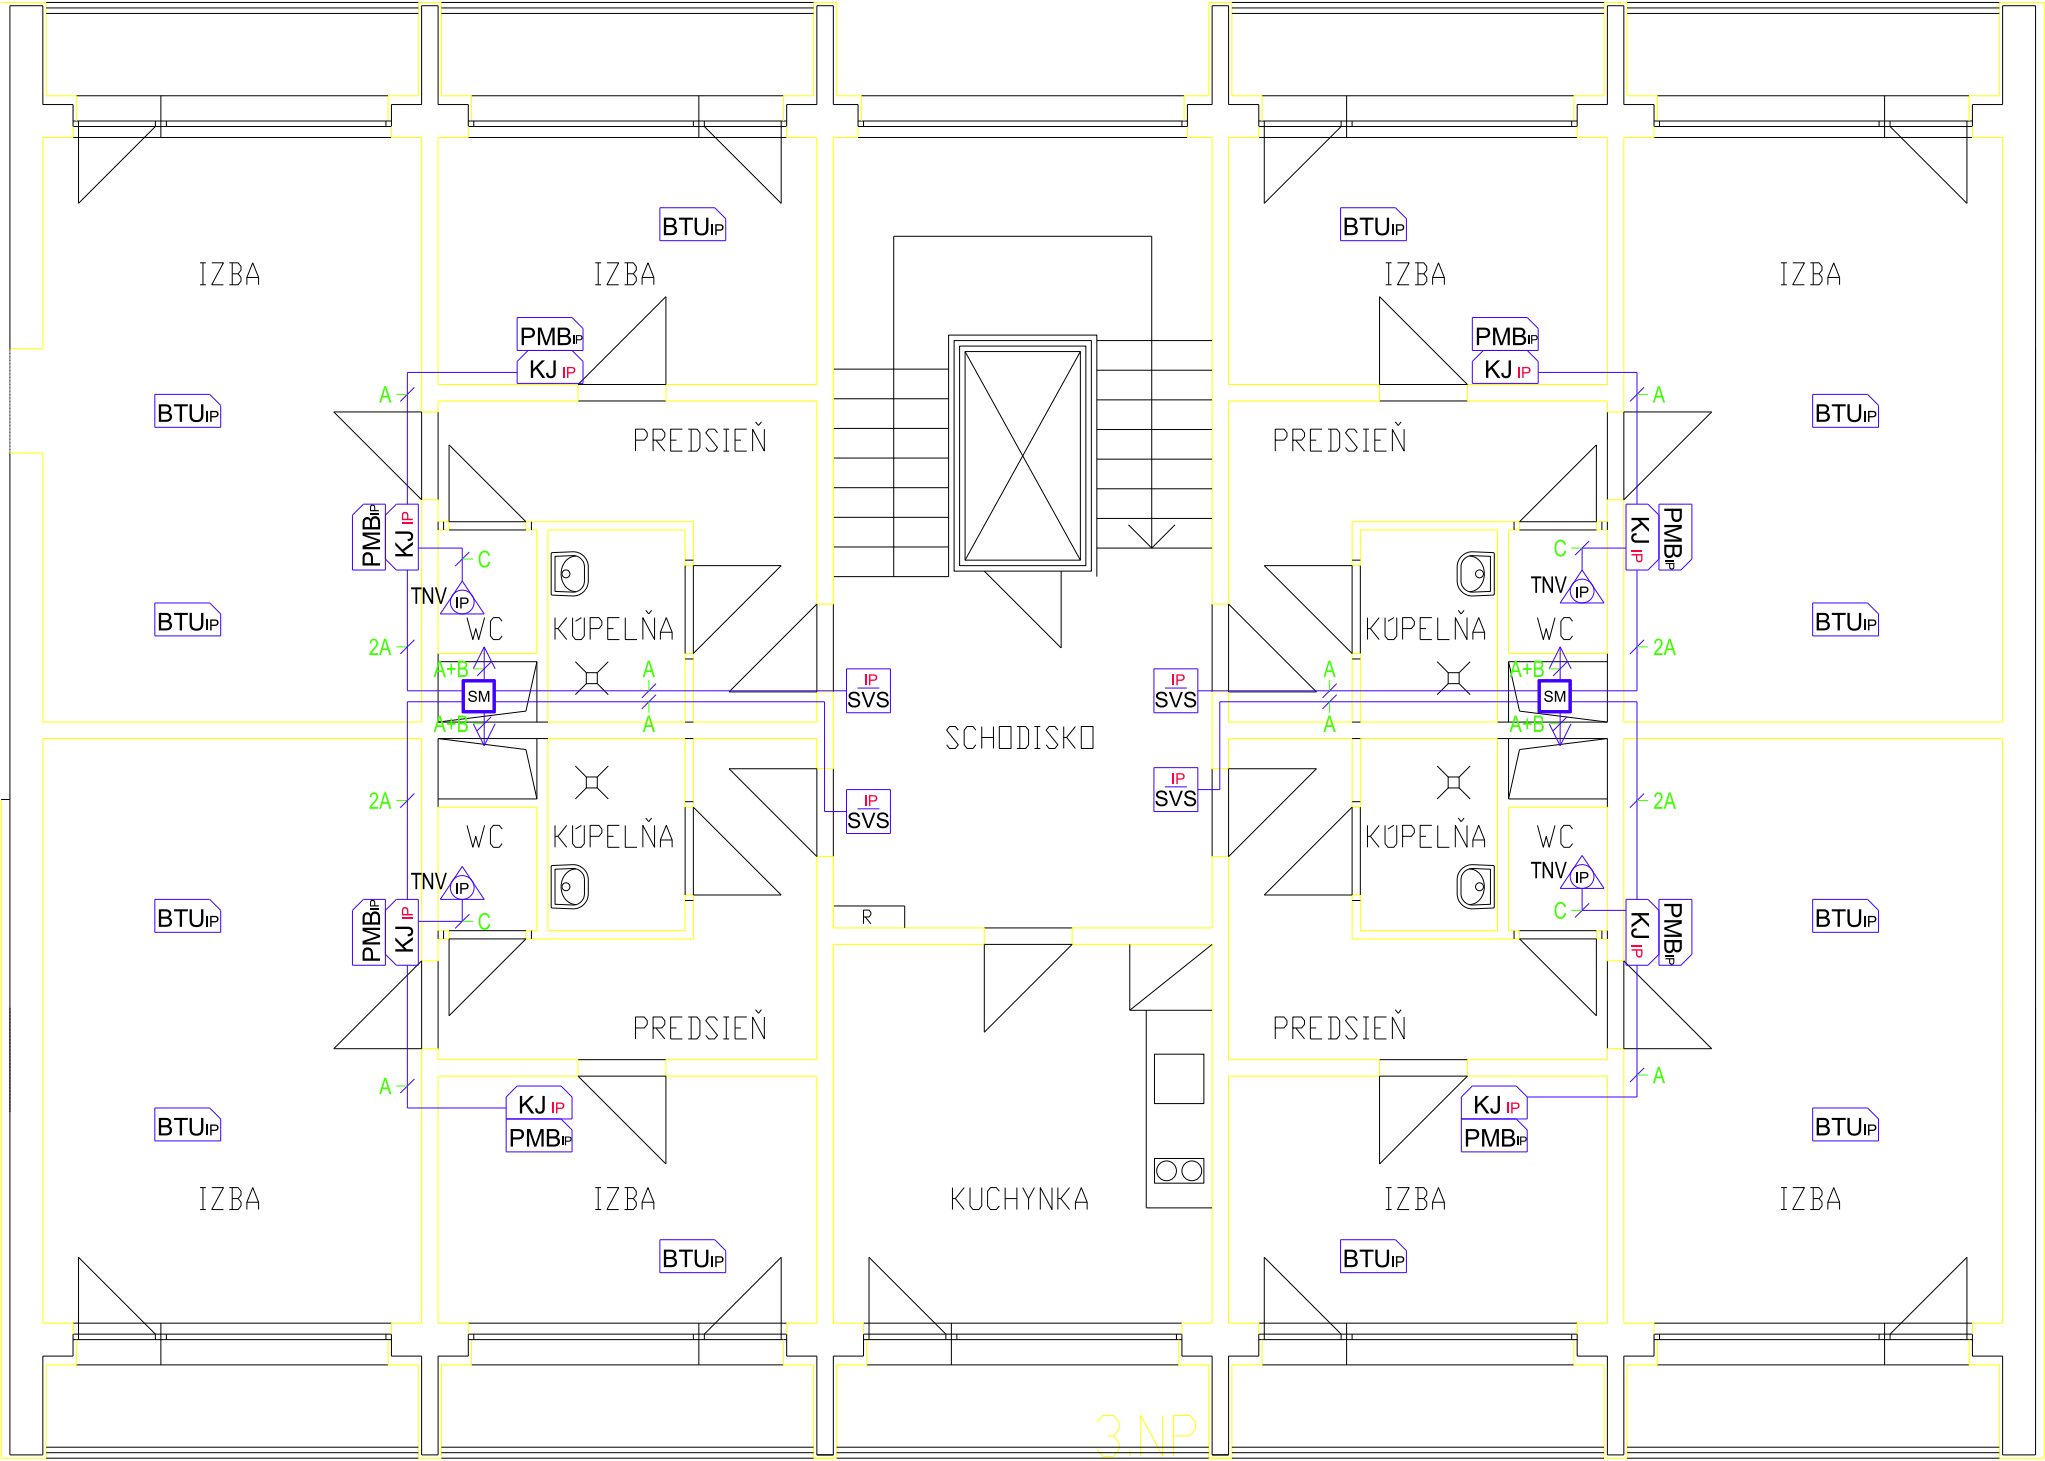 BTUIP BTUIP
IZBA IZBA IZBA IZBA
PMBIP PMBIP
KJ IP KJ IP
A A
BTUIP BTUIP
PREDSIEŇ PREDSIEŇ
PMBIP KJ IP KJ IP PMBIP
C C
TNV IP TNV IP
BTUIP WC KÚPELŇA KÚPELŇA WC BTUIP
2A 2A
A+B A A A+B
SM IP SVS IP SVS SM
A+B A A A+B
SCHODISKO
2A IP SVS IP SVS 2A
WC KÚPELŇA KÚPELŇA WC
TNV IP TNV IP
BTUIP PMBIP KJ IP C R C KJ IP PMBIP BTUIP
PREDSIEŇ PREDSIEŇ
A A
KJ IP KJ IP
BTUIP PMBIP PMBIP BTUIP
IZBA IZBA KUCHYNKA IZBA IZBA
BTUIP BTUIP
3.NP